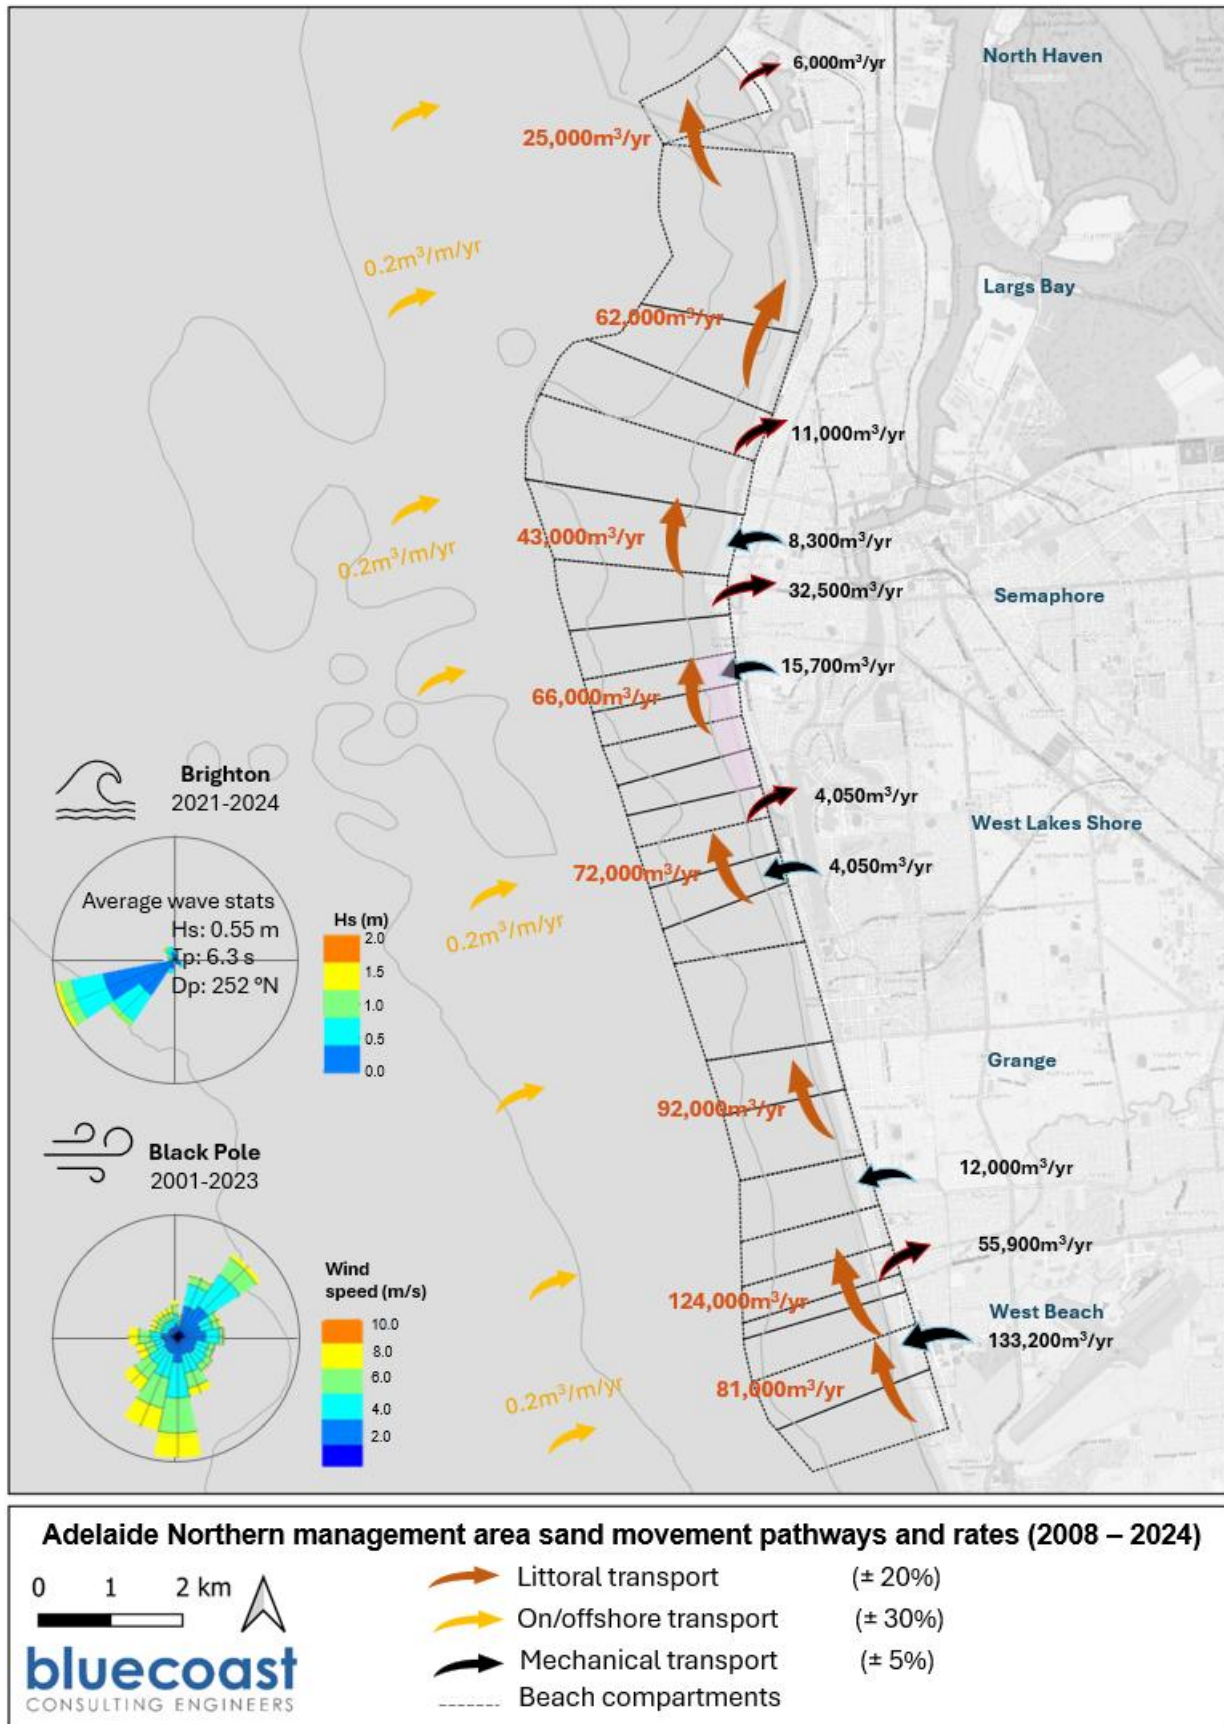 North Haven
6,000m³/yr
25,000m³/yr
0.2m³/m/yr
Largs Bay
62,000m³/yr
11,000m³/yr
43,000m³/yr
8,300m³/yr
0.2m³/m/yr
32,500m³/yr
Semaphore
15,700m³/yr
66,000m³/yr
Brighton
2021-2024
4,050m³/yr
West Lakes Shore
72,000m³/yr
4,050m³/yr
Average wave stats
Hs: 0.55 m
Tp: 6.3 s
Dp: 252 °N
Hs (m)
2.0
1.5
1.0
0.5
0.0
0.2m³/m/yr
Grange
92,000m³/yr
Black Pole
2001-2023
12,000m³/yr
55,900m³/yr
Wind
speed (m/s)
10.0
8.0
6.0
4.0
2.0
124,000m³/yr
West Beach
133,200m³/yr
81,000m³/yr
0.2m³/m/yr
Adelaide Northern management area sand movement pathways and rates (2008 – 2024)
0 1 2 km
Littoral transport (± 20%)
On/offshore transport (± 30%)
Mechanical transport (± 5%)
Beach compartments
bluecoast
CONSULTING ENGINEERS